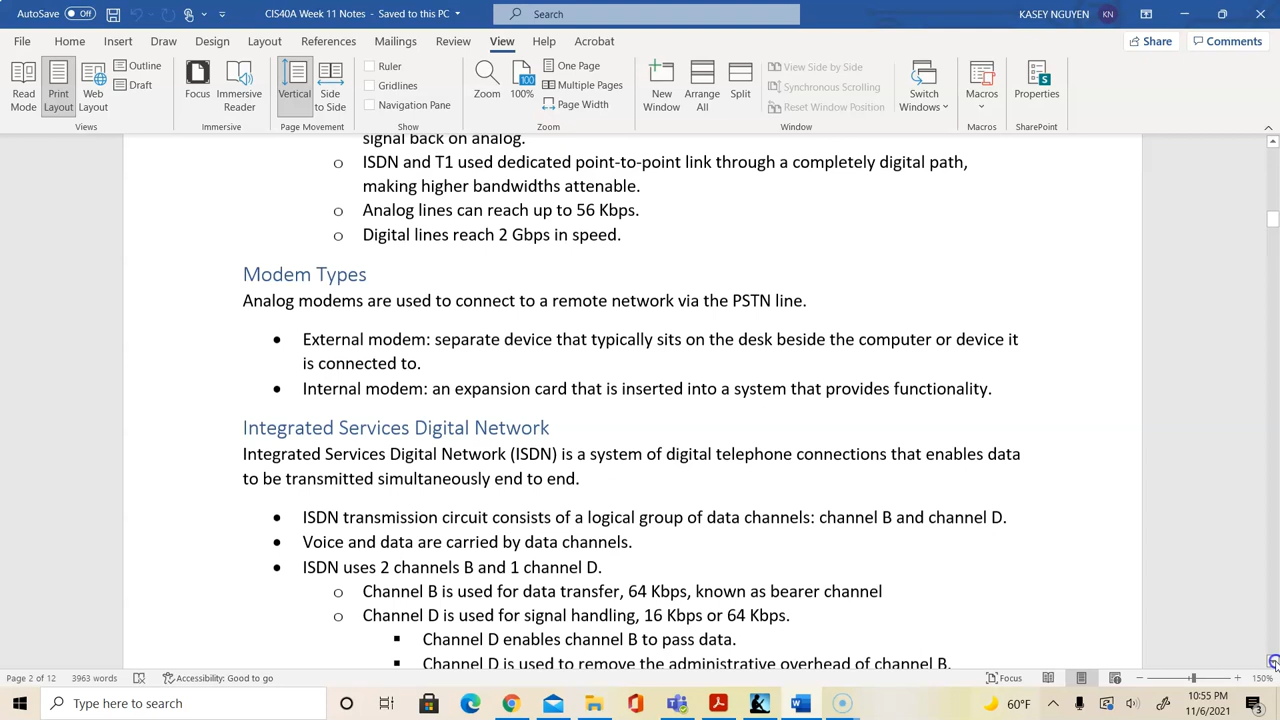 AutoSave Off CIS40AView... Search KASEY NGUYEN KN
File Home Insert Draw Design Layout References Mailings Review View Help Acrobat Share Comments
Read Mode Print Layout Web Layout Outline Draft
Focus Immersive Reader
Vertical Side to Side
Ruler Gridlines Navigation Pane
Zoom 100% One Page Multiple Pages Page Width
New Window Arrange All Split
View Side by Side Synchronous Scrolling Reset Window Position
Switch Windows Macros Properties
Views Immersive Page Movement Show Zoom Window Macros SharePoint
signal back on analog.
o ISDN and T1 used dedicated point-to-point link through a completely digital path,
making higher bandwidths attenable.
o Analog lines can reach up to 56 Kbps.
o Digital lines reach 2 Gbps in speed.
Modem Types
Analog modems are used to connect to a remote network via the PSTN line.
• External modem: separate device that typically sits on the desk beside the computer or device it
is connected to.
• Internal modem: an expansion card that is inserted into a system that provides functionality.
Integrated Services Digital Network
Integrated Services Digital Network (ISDN) is a system of digital telephone connections that enables data
to be transmitted simultaneously end to end.
• ISDN transmission circuit consists of a logical group of data channels: channel B and channel D.
• Voice and data are carried by data channels.
• ISDN uses 2 channels B and 1 channel D.
o Channel B is used for data transfer, 64 Kbps, known as bearer channel
o Channel D is used for signal handling, 16 Kbps or 64 Kbps.
▪ Channel D enables channel B to pass data.
▪ Channel D is used to remove the administrative overhead of channel B.
Page 2 of 12 3963 words Accessibility: Good to go Focus 150%
Type here to search 60°F 10:55 PM
11/6/2021 3